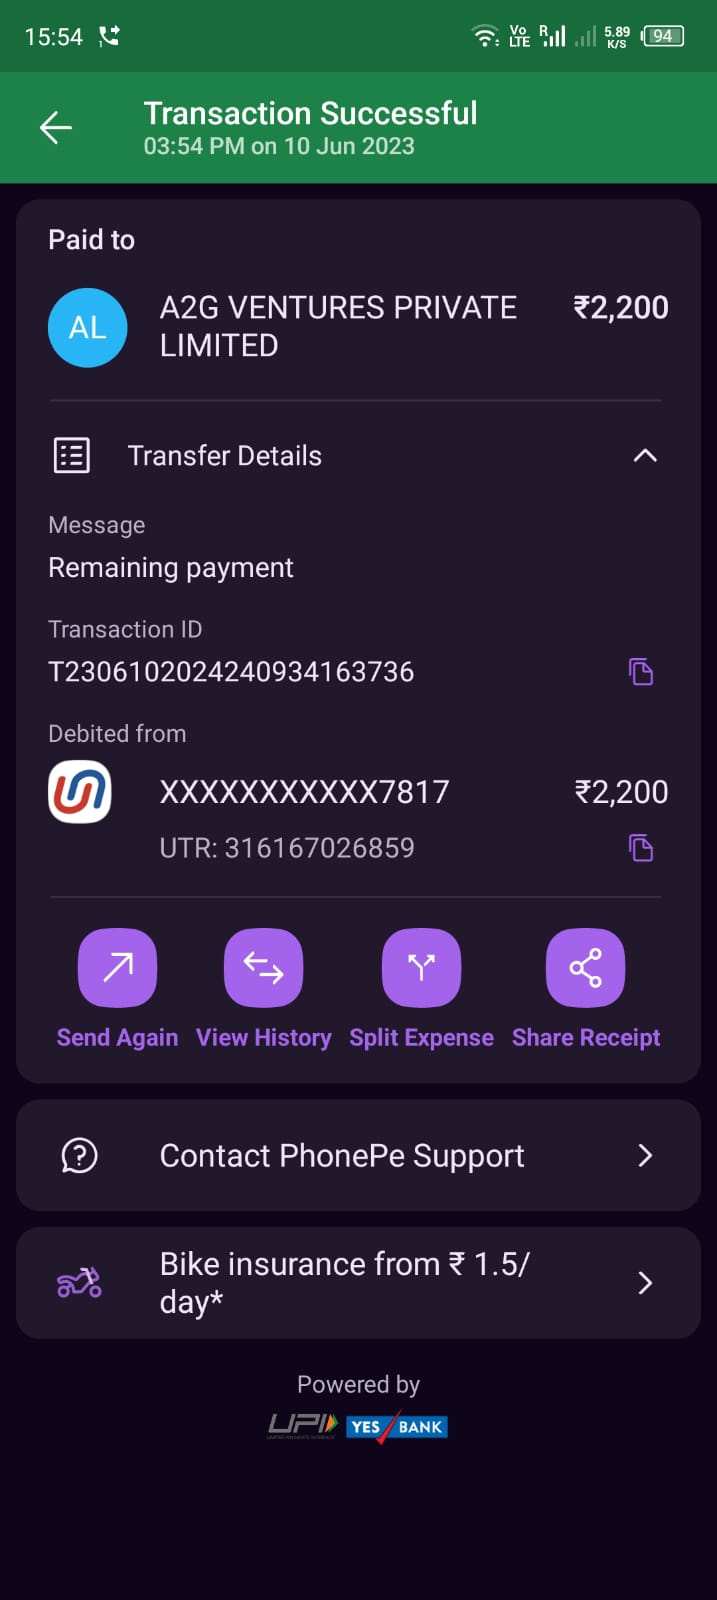 15:54
Vo
LTE
R
5.89
K/S
94
Transaction Successful
03:54 PM on 10 Jun 2023
Paid to
AL
A2G VENTURES PRIVATE
LIMITED
₹2,200
Transfer Details
Message
Remaining payment
Transaction ID
T2306102024240934163736
Debited from
XXXXXXXXXXX7817
₹2,200
UTR: 316167026859
Send Again
View History
Split Expense
Share Receipt
Contact PhonePe Support
Bike insurance from ₹ 1.5/
day*
Powered by
UPI
YES BANK